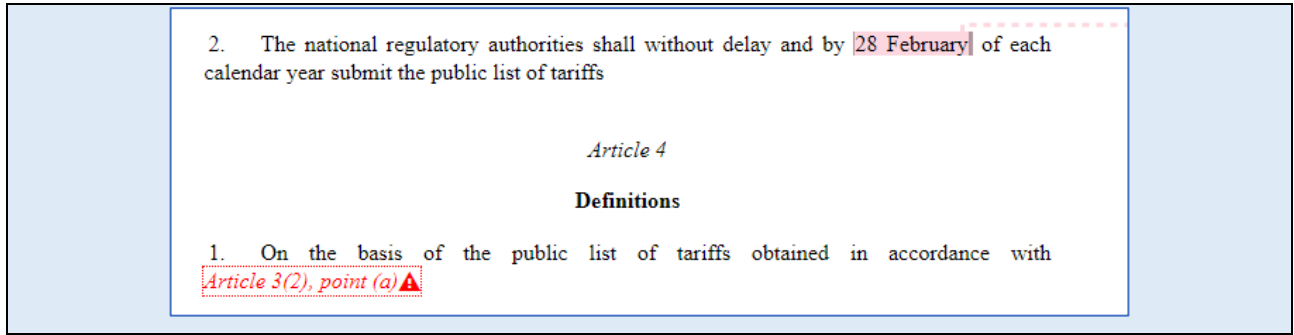 2. The national regulatory authorities shall without delay and by 28 February of each
calendar year submit the public list of tariffs
Article 4
Definitions
1. On the basis of the public list of tariffs obtained in accordance with
Article 3(2), point (a)